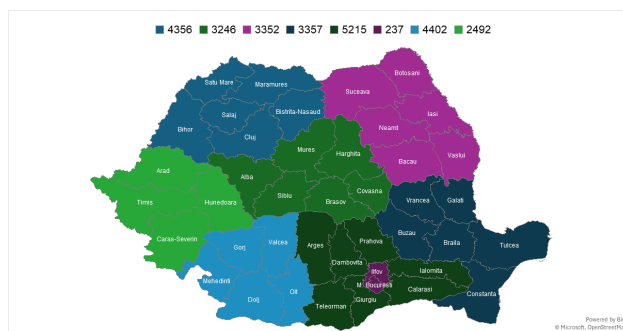 4356 3246 3352 3357 5215 237 4402 2492
Botosani
Satu Mare
Maramures
Suceava
Salaj
Bistrita-Nasaud
Iasi
Bihor
Cluj
Neamt
Mures
Harghita
Bacau
Vaslui
Arad
Alba
Timis
Hunedoara
Sibiu
Covasna
Brasov
Vrancea
Galati
Caras-Severin
Gorj
Valcea
Arges
Prahova
Buzau
Braila
Tulcea
Dambovita
Ilfov
Ialomita
Mehedinti
M. Bucuresti
Calarasi
Constanta
Dolj
Olt
Teleorman
Giurgiu
Powered by Bi
© Microsoft, OpenStreetM